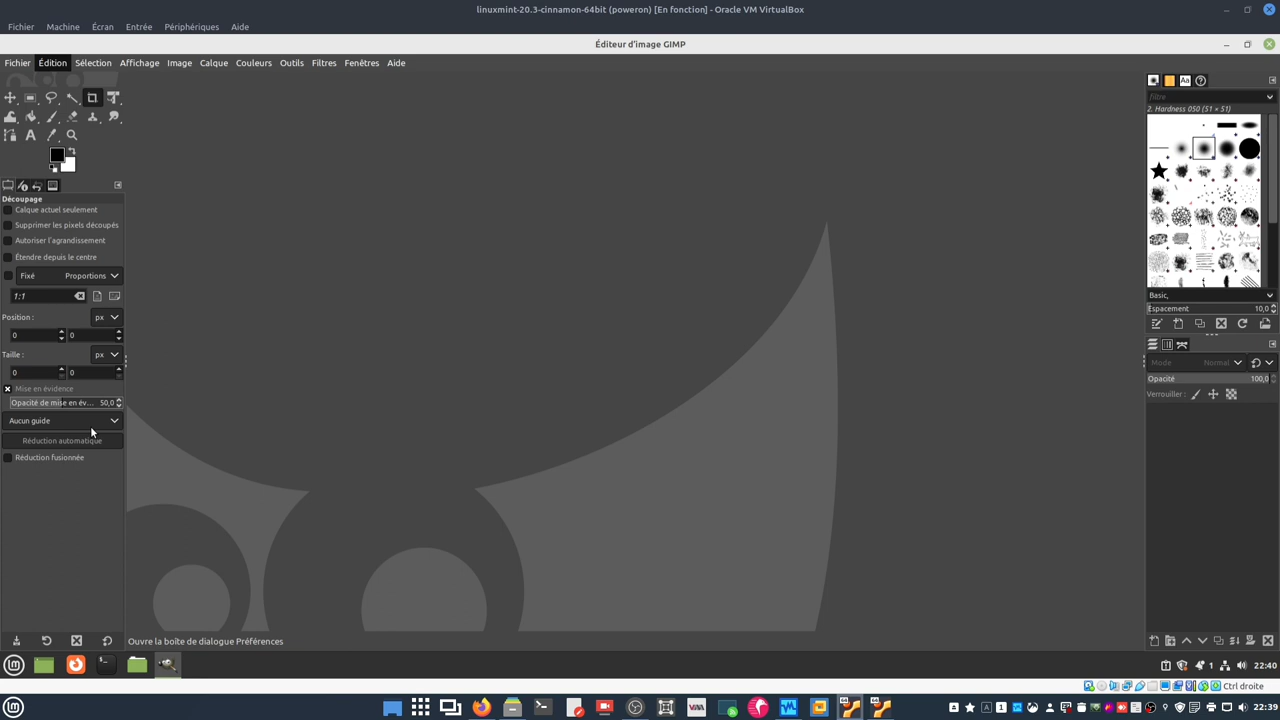 linuxmint-20.3-cinnamon-64bit (poweron) [En fonction] - Oracle VM VirtualBox
Fichier Machine Écran Entrée Périphériques Aide
Éditeur d'image GIMP
Fichier Édition Sélection Affichage Image Calque Couleurs Outils Filtres Fenêtres Aide
filtre
2. Hardness 050 (51 × 51)
Découpage
Calque actuel seulement
Supprimer les pixels découpés
Autoriser l'agrandissement
Étendre depuis le centre
Fixé Proportions
1:1
Position : px
0 0
Taille : px
0 0
Mise en évidence
Opacité de mise en év... 50,0
Aucun guide
Réduction automatique
Réduction fusionnée
Basic,
Espacement 10,0
Mode Normal
Opacité 100,0
Verrouiller :
Ouvre la boîte de dialogue Préférences
1 22:40
Ctrl droite
1 22:39